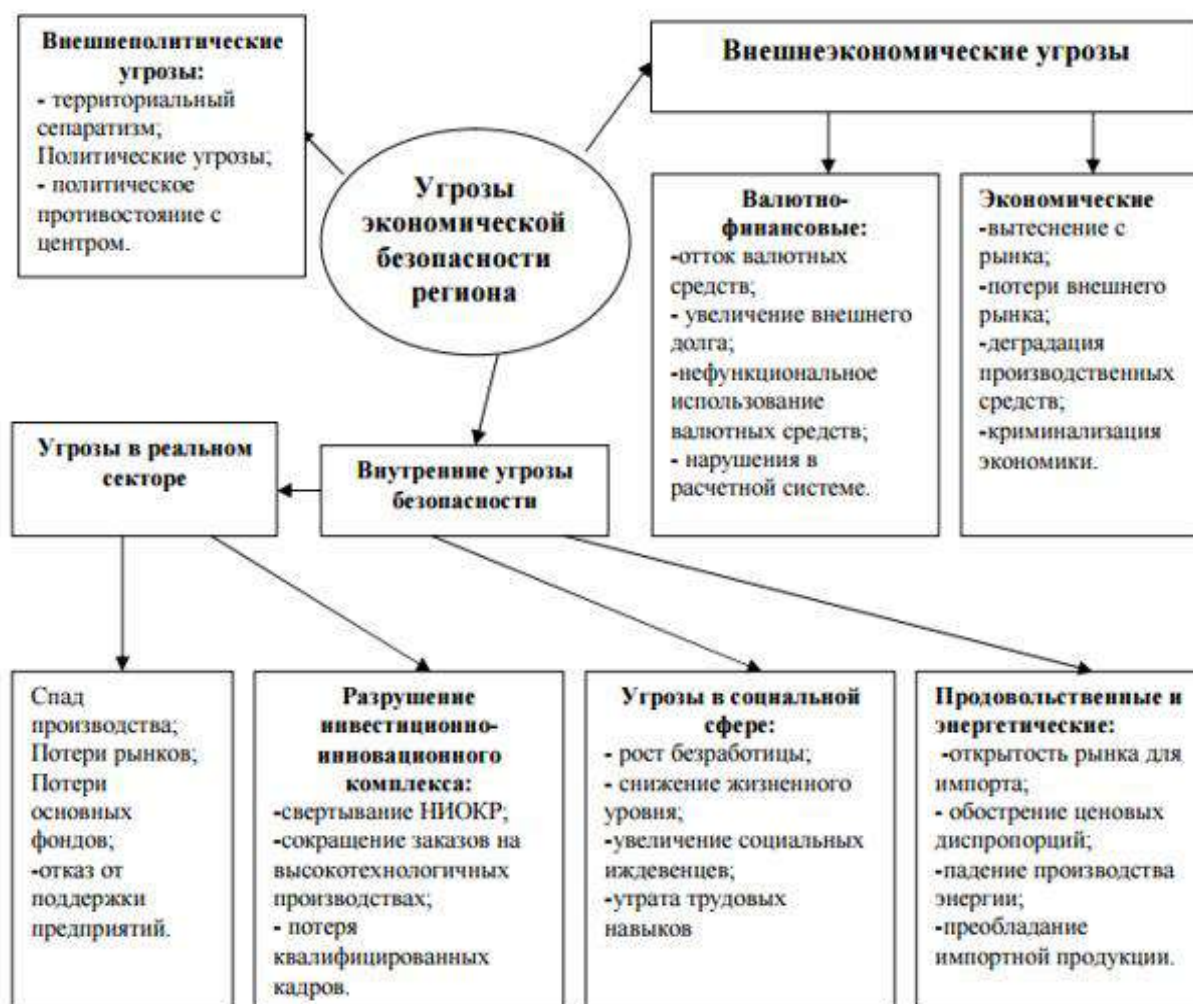 Внешнеполитические
угрозы:
- территориальный
сепаратизм;
Политические угрозы;
- политическое
противостояние с
центром.
Угрозы
экономической
безопасности
региона
Внешнеэкономические угрозы
Валютно-
финансовые:
-отток валютных
средств;
- увеличение внешнего
долга;
-нефункциональное
использование
валютных средств;
- нарушения в
расчетной системе.
Экономические
-вытеснение с
рынка;
-потери внешнего
рынка;
-деградация
производственных
средств;
-криминализация
экономики.
Угрозы в реальном
секторе
Внутренние угрозы
безопасности
Спад
производства;
Потери рынков;
Потери
основных
фондов;
-отказ от
поддержки
предприятий.
Разрушение
инвестиционно-
инновационного
комплекса:
-свертывание НИОКР;
-сокращение заказов на
высокотехнологичных
производствах;
- потеря
квалифицированных
кадров.
Угрозы в социальной
сфере:
- рост безработицы;
- снижение жизненного
уровня;
-увеличение социальных
иждевенцев;
-утрата трудовых
навыков
Продовольственные и
энергетические:
-открытость рынка для
импорта;
- обострение ценовых
диспропорций;
-падение производства
энергии;
-преобладание
импортной продукции.